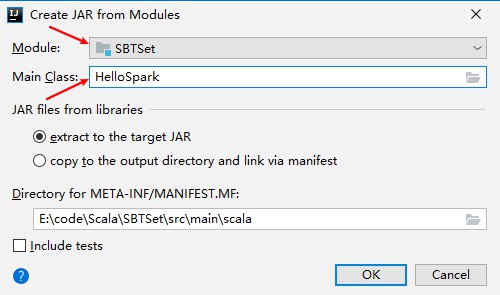 Create JAR from Modules
Module: SBTSet
Main Class: HelloSpark
JAR files from libraries
extract to the target JAR
copy to the output directory and link via manifest
Directory for META-INF/MANIFEST.MF:
E:\code\Scala\SBTSet\src\main\scala
Include tests
? OK Cancel